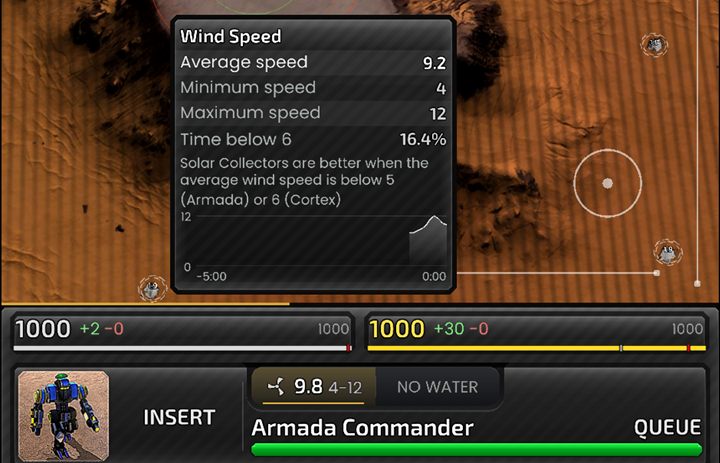 Wind Speed
Average speed 9.2
Minimum speed 4
Maximum speed 12
Time below 6 16.4%
Solar Collectors are better when the
average wind speed is below 5
(Armada) or 6 (Cortex)
12
0
-5:00 0:00
1000 +2 -0 1000
1000 +30 -0 1000
INSERT
9.8 4-12 NO WATER
Armada Commander QUEUE